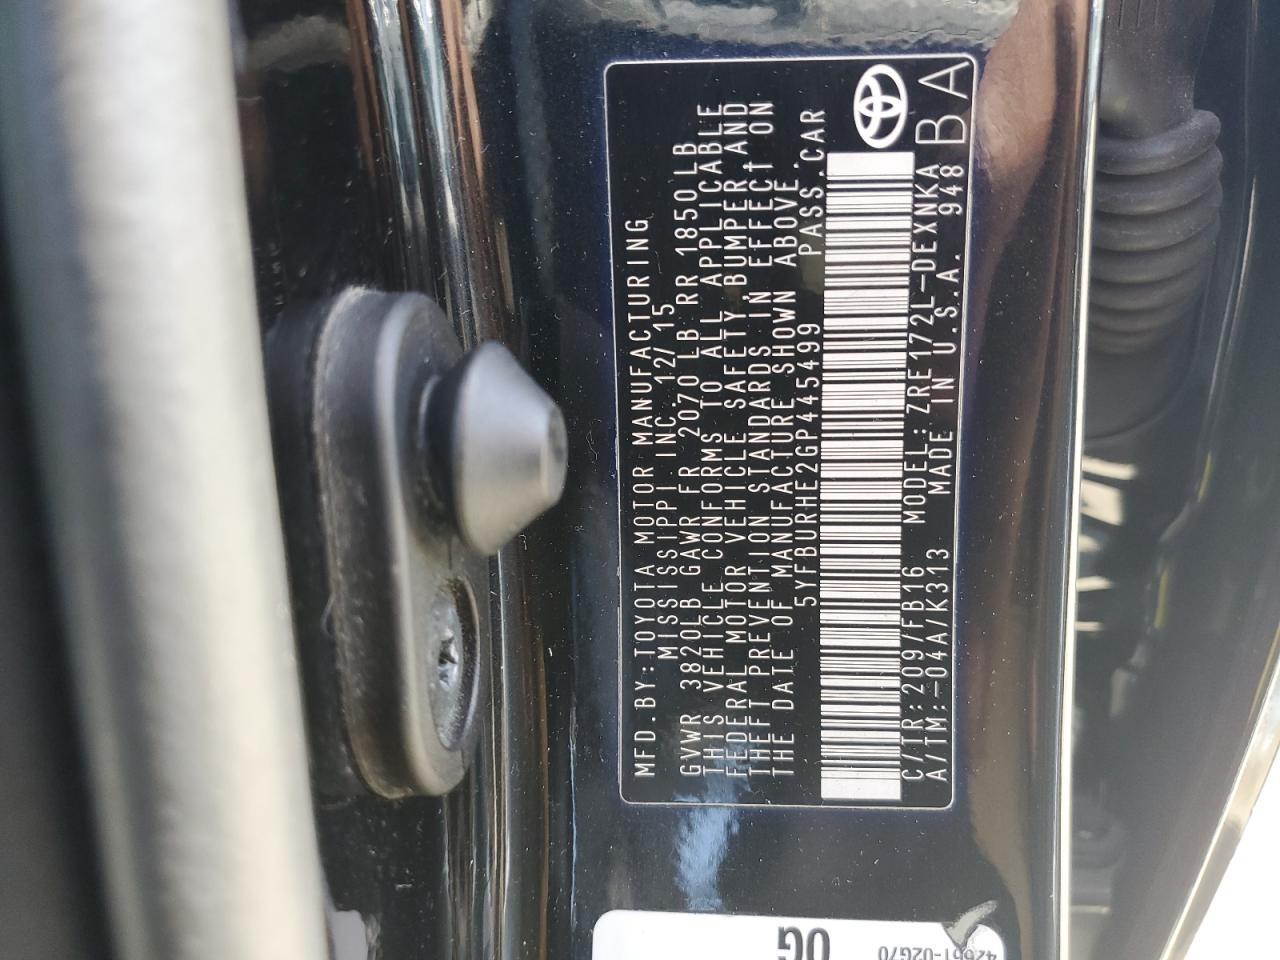 MFD.BY:TOYOTA MOTOR MANUFACTURING
MISSISSIPPI INC.12/15
GVWR 3820LB GAWR FR 2070 LB RR 1850 LB
THIS VEHICLE CONFORMS TO ALL APPLICABLE
FEDERAL MOTOR VEHICLE SAFETY,BUMPER,AND
THEFT PREVENTION STANDARDS IN EFFECT ON
THE DATE OF MANUFACTURE SHOWN ABOVE.
5YFBURHE2GP445499 PASS.CAR
C/TR:209/FB16 MODEL:ZRE172L-DEXNKA
A/TM:-04A/K313 MADE IN U.S.A. 948
BA
0G
42661-02G70